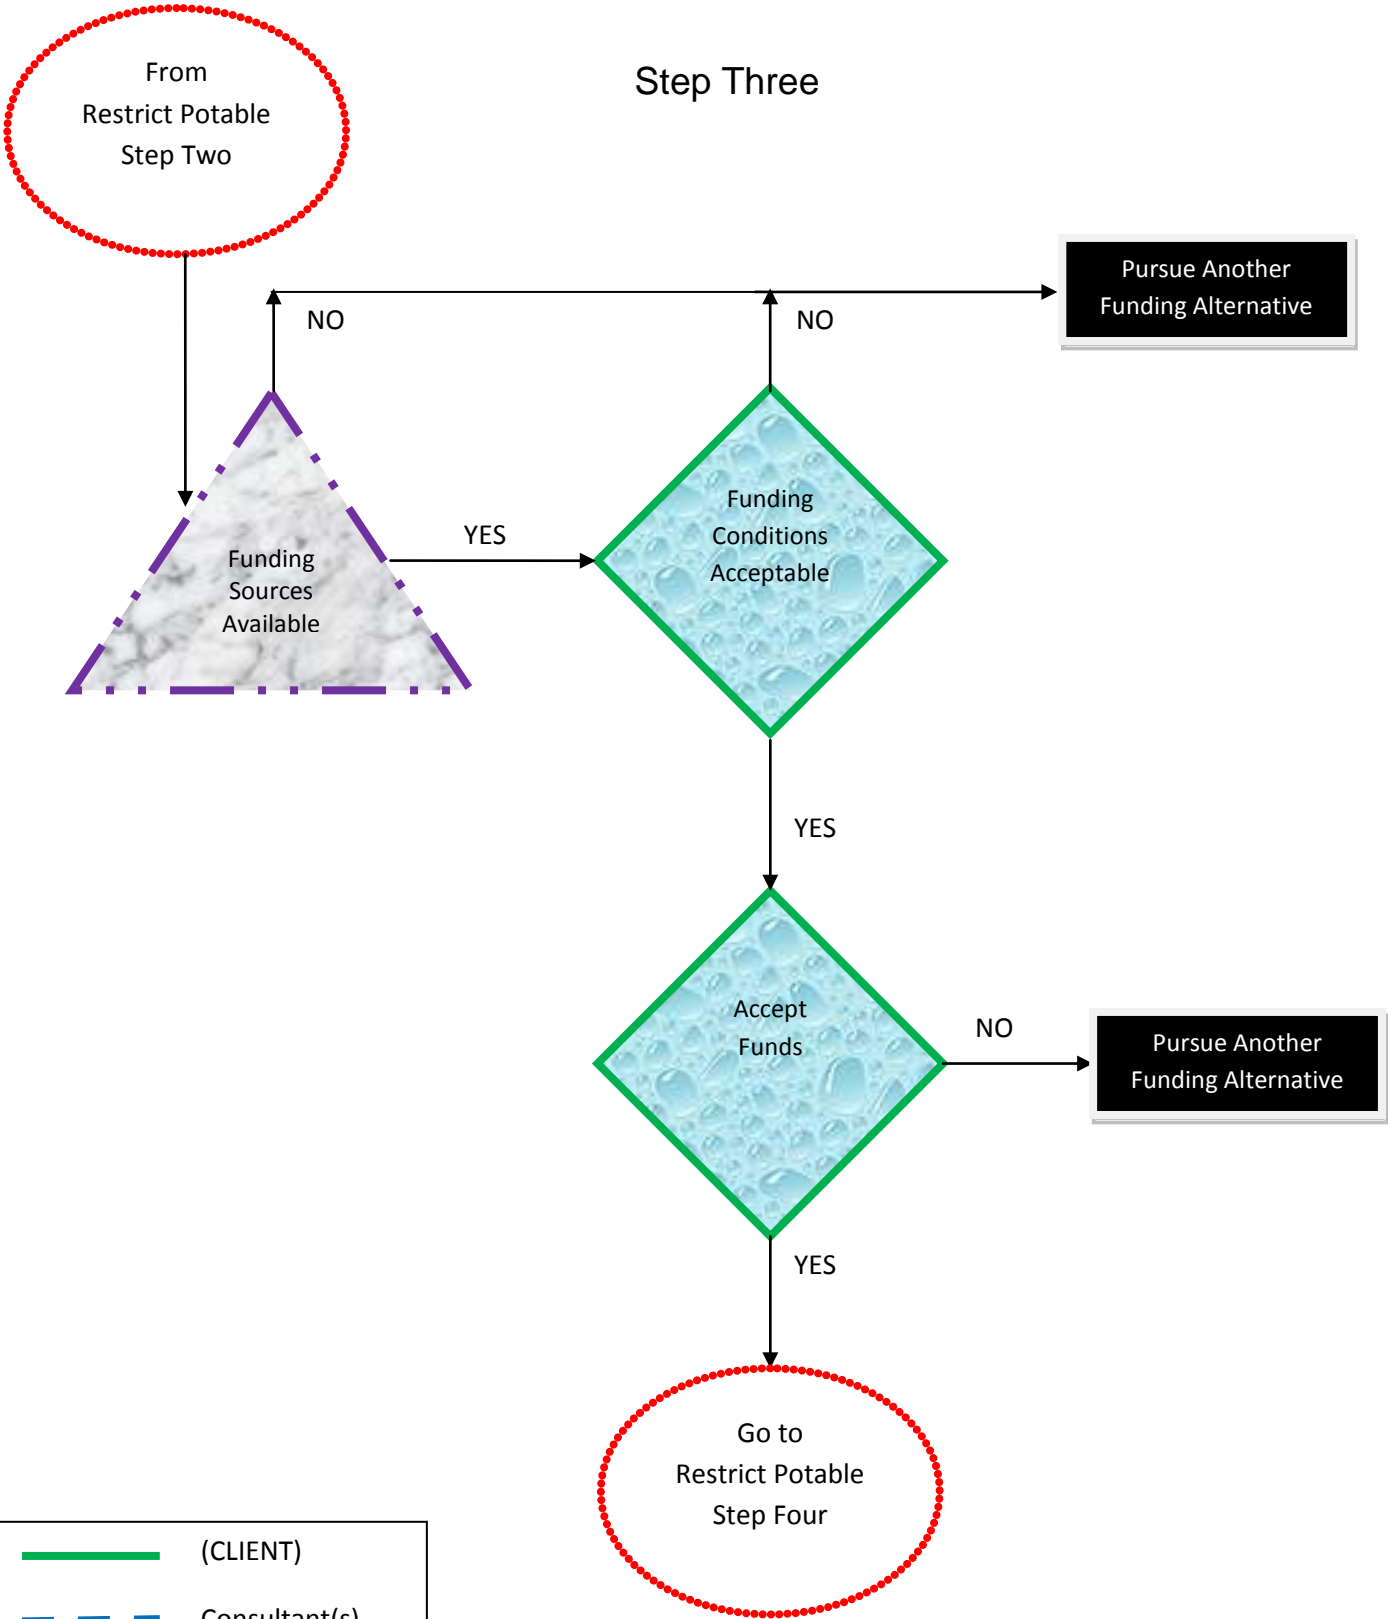 Step Three
From
Restrict Potable
Step Two
Pursue Another
Funding Alternative
NO
NO
Funding
Sources
Available
YES
Funding
Conditions
Acceptable
YES
Accept
Funds
NO
Pursue Another
Funding Alternative
YES
Go to
Restrict Potable
Step Four
(CLIENT)
Consultant(s)